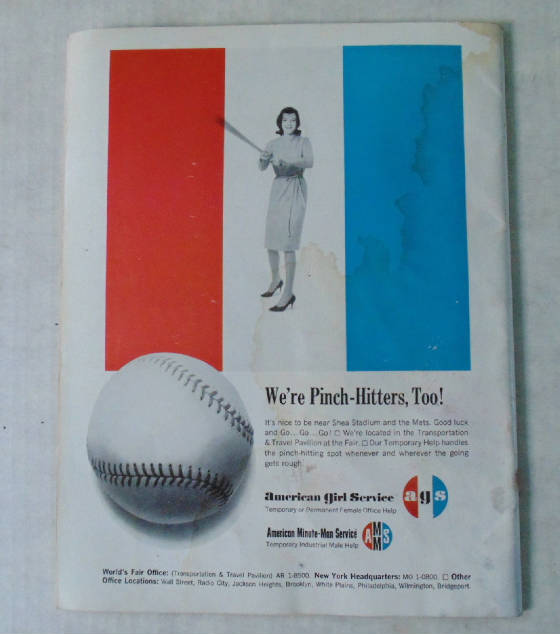 We're Pinch-Hitters, Too!
It's nice to be near Shea Stadium and the Mets. Good luck
and Go... Go... Go! □ We're located in the Transportation
& Travel Pavilion at the Fair. □ Our Temporary Help handles
the pinch-hitting spot whenever and wherever the going
gets rough.
American Girl Service
Temporary or Permanent Female Office Help
ags
American Minute-Man Service
Temporary Industrial Male Help
AMS
World's Fair Office: (Transportation & Travel Pavilion) AR 1-8500. New York Headquarters: MO 1-0800. □ Other
Office Locations: Wall Street, Radio City, Jackson Heights, Brooklyn, White Plains, Philadelphia, Wilmington, Bridgeport